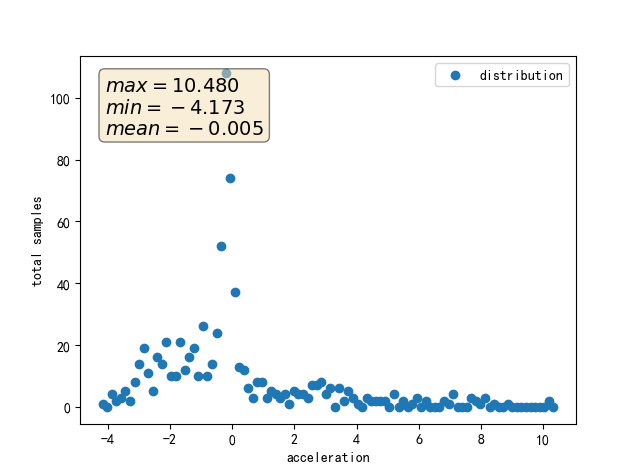 max = 10.480
min = −4.173
mean = −0.005
distribution
100
80
60
40
20
0
total samples
−4 −2 0 2 4 6 8 10
acceleration